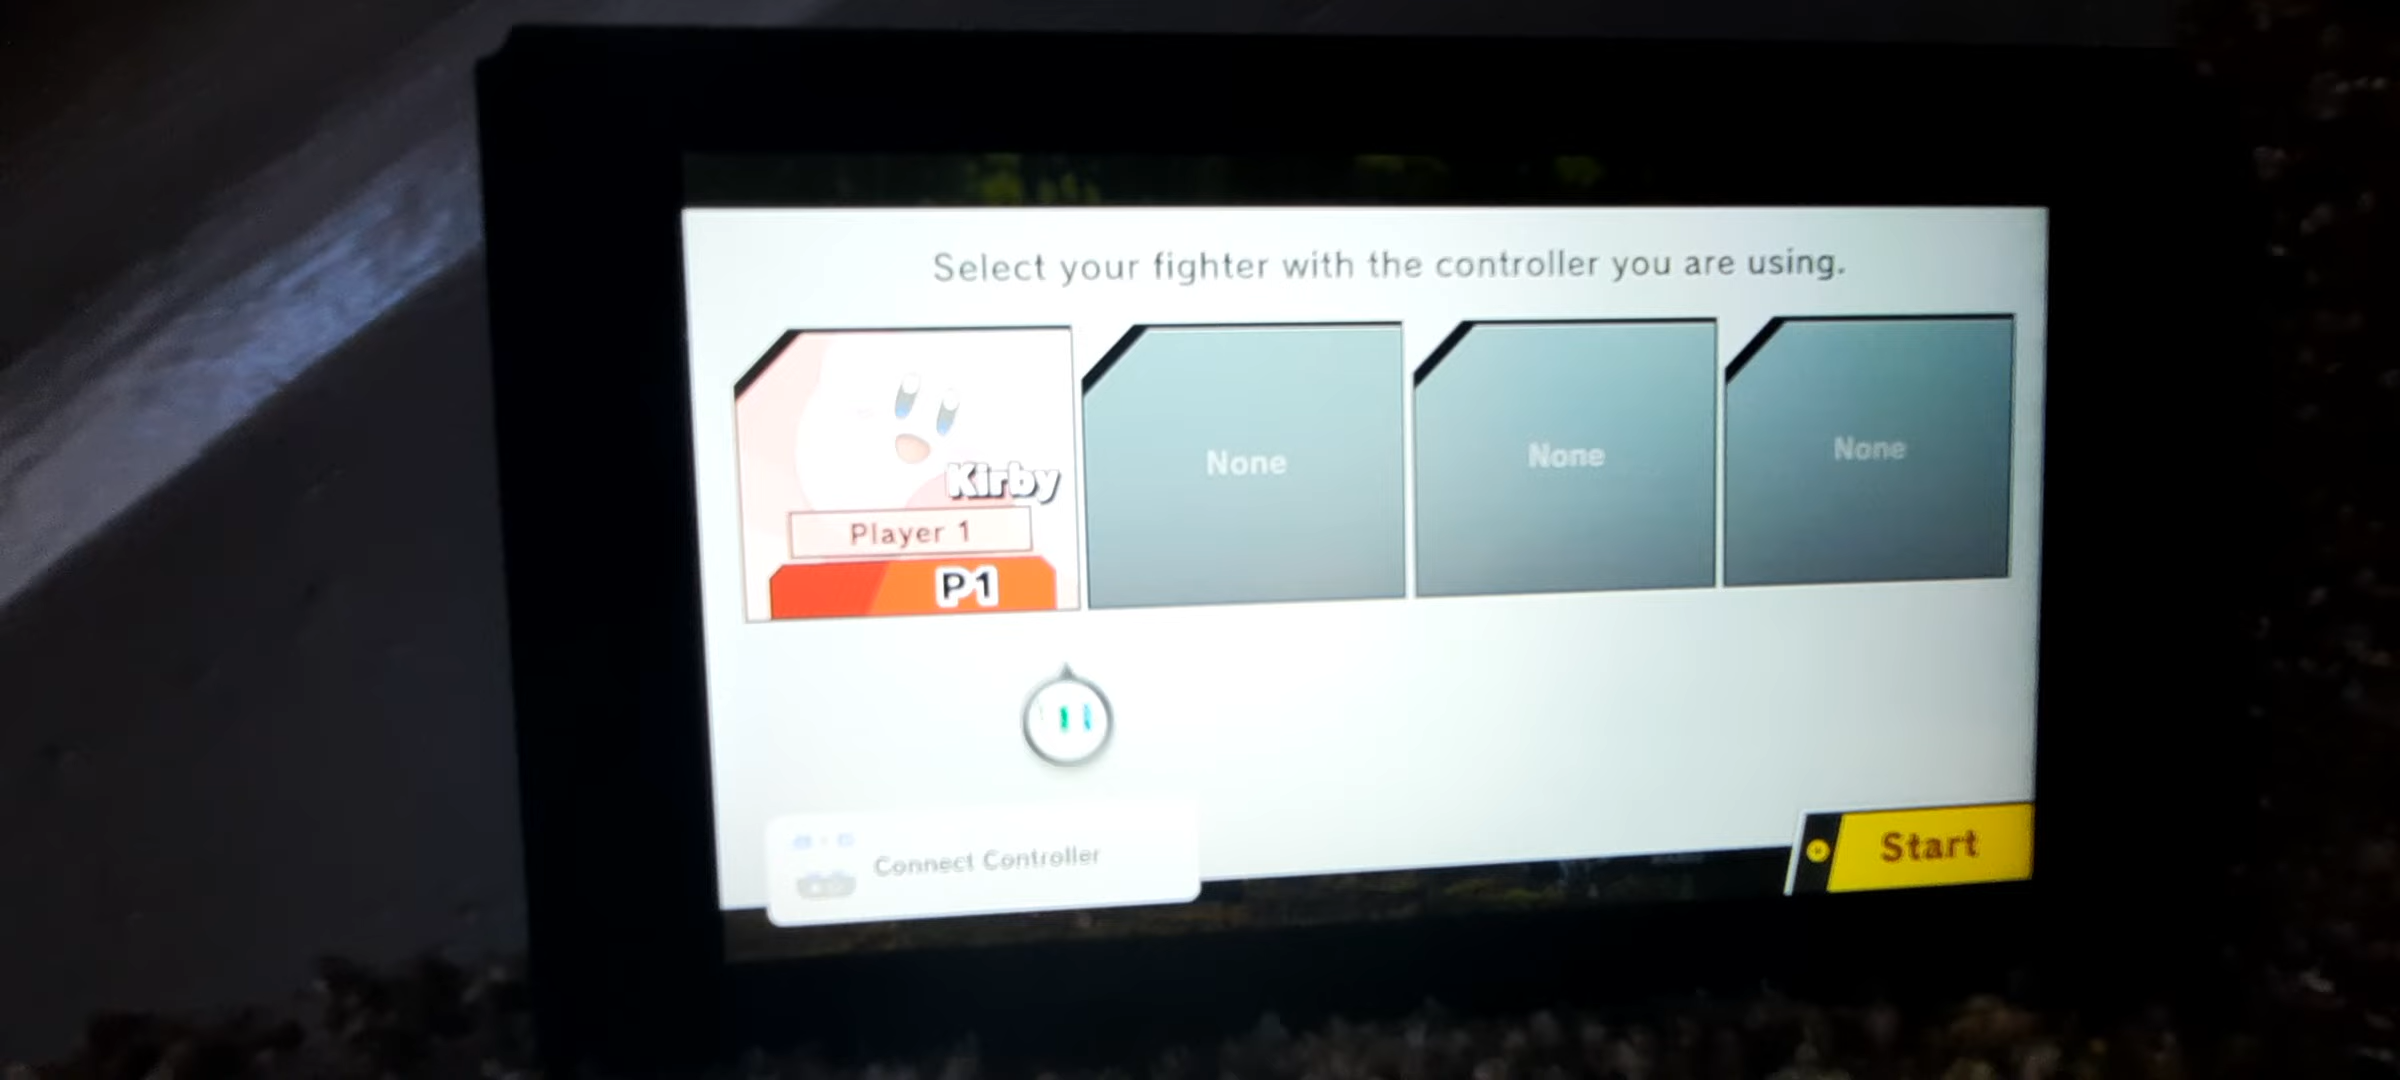 Select your fighter with the controller you are using.
Kirby
Player 1
P1
None
None
None
Connect Controller
Start